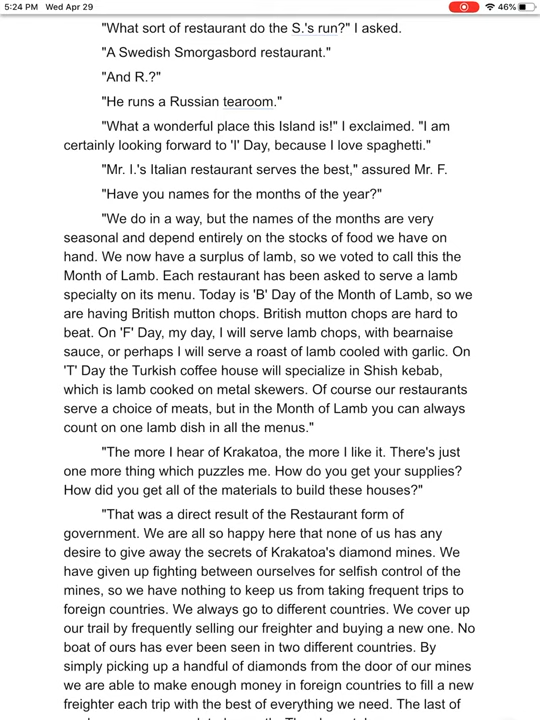 5:24 PM Wed Apr 29
46%
"What sort of restaurant do the S.'s run?" I asked.
"A Swedish Smorgasbord restaurant."
"And R.?"
"He runs a Russian tearoom."
"What a wonderful place this Island is!" I exclaimed. "I am
certainly looking forward to 'I' Day, because I love spaghetti."
"Mr. I.'s Italian restaurant serves the best," assured Mr. F.
"Have you names for the months of the year?"
"We do in a way, but the names of the months are very
seasonal and depend entirely on the stocks of food we have on
hand. We now have a surplus of lamb, so we voted to call this the
Month of Lamb. Each restaurant has been asked to serve a lamb
specialty on its menu. Today is 'B' Day of the Month of Lamb, so we
are having British mutton chops. British mutton chops are hard to
beat. On 'F' Day, my day, I will serve lamb chops, with bearnaise
sauce, or perhaps I will serve a roast of lamb cooled with garlic. On
'T' Day the Turkish coffee house will specialize in Shish kebab,
which is lamb cooked on metal skewers. Of course our restaurants
serve a choice of meats, but in the Month of Lamb you can always
count on one lamb dish in all the menus."
"The more I hear of Krakatoa, the more I like it. There's just
one more thing which puzzles me. How do you get your supplies?
How did you get all of the materials to build these houses?"
"That was a direct result of the Restaurant form of
government. We are all so happy here that none of us has any
desire to give away the secrets of Krakatoa's diamond mines. We
have given up fighting between ourselves for selfish control of the
mines, so we have nothing to keep us from taking frequent trips to
foreign countries. We always go to different countries. We cover up
our trail by frequently selling our freighter and buying a new one. No
boat of ours has ever been seen in two different countries. By
simply picking up a handful of diamonds from the door of our mines
we are able to make enough money in foreign countries to fill a new
freighter each trip with the best of everything we need. The last of